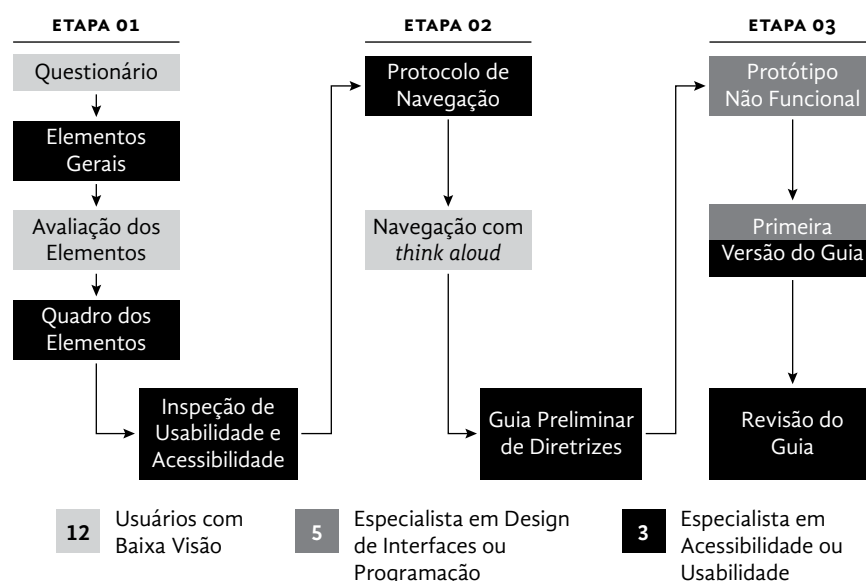 ETAPA 01
Questionário
Elementos
Gerais
Avaliação dos
Elementos
Quadro dos
Elementos
Inspeção de
Usabilidade e
Acessibilidade
ETAPA 02
Protocolo de
Navegação
Navegação com
think aloud
Guia Preliminar
de Diretrizes
ETAPA 03
Protótipo
Não Funcional
Primeira
Versão do Guia
Revisão do
Guia
12
Usuários com
Baixa Visão
5
Especialista em Design
de Interfaces ou
Programação
3
Especialista em
Acessibilidade ou
Usabilidade